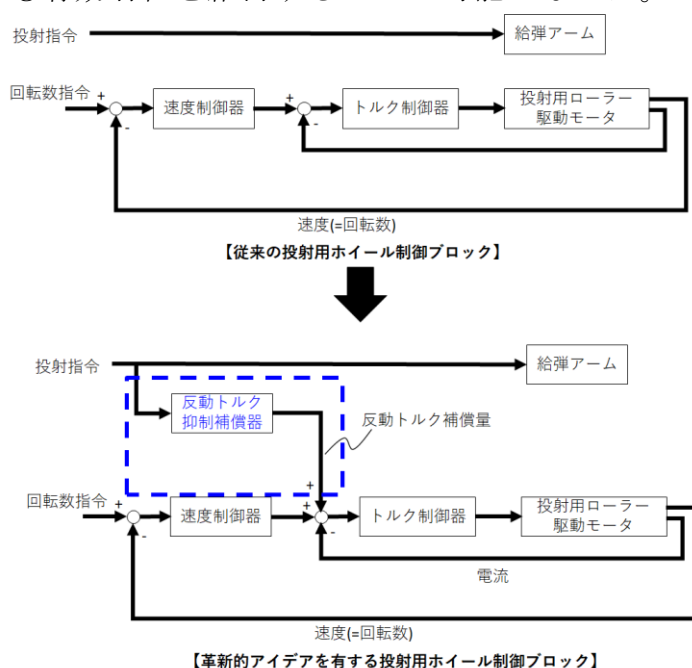 投射指令
給弾アーム
回転数指令
+
-
速度制御器
+
-
トルク制御器
投射用ローラー
駆動モータ
速度(=回転数)
【従来の投射用ホイール制御ブロック】
投射指令
給弾アーム
反動トルク
抑制補償器
反動トルク補償量
回転数指令
+
-
速度制御器
+
+
-
トルク制御器
投射用ローラー
駆動モータ
電流
速度(=回転数)
【革新的アイデアを有する投射用ホイール制御ブロック】